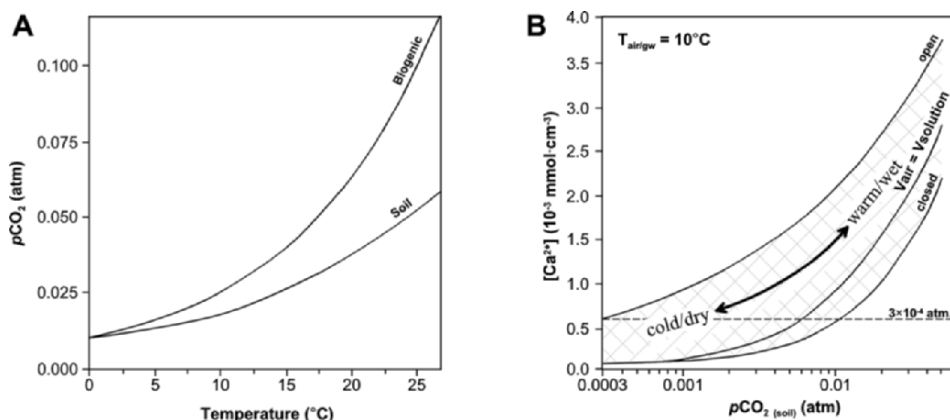 A
0.100
0.075
0.050
0.025
0.000
pCO₂ (atm)
0
5
10
15
20
25
Temperature (°C)
Biogenic
Soil
B
4.0
3.5
3.0
2.5
2.0
1.5
1.0
0.5
0.0
[Ca²⁺] (10⁻³ mmol·cm⁻³)
T air/gw = 10°C
open
Vair = Vsolution
closed
warm/wet
cold/dry
3×10⁻⁴ atm
0.0003
0.001
0.01
pCO₂ (soil) (atm)